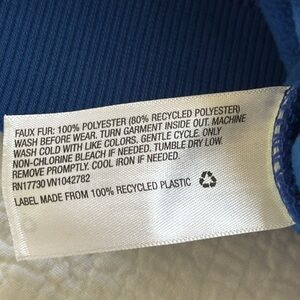 FAUX FUR: 100% POLYESTER (80% RECYCLED POLYESTER)
WASH BEFORE WEAR. TURN GARMENT INSIDE OUT. MACHINE
WASH COLD WITH LIKE COLORS. GENTLE CYCLE. ONLY
NON-CHLORINE BLEACH IF NEEDED. TUMBLE DRY LOW.
REMOVE PROMPTLY. COOL IRON IF NEEDED.
RN17730 VN1042782
LABEL MADE FROM 100% RECYCLED PLASTIC